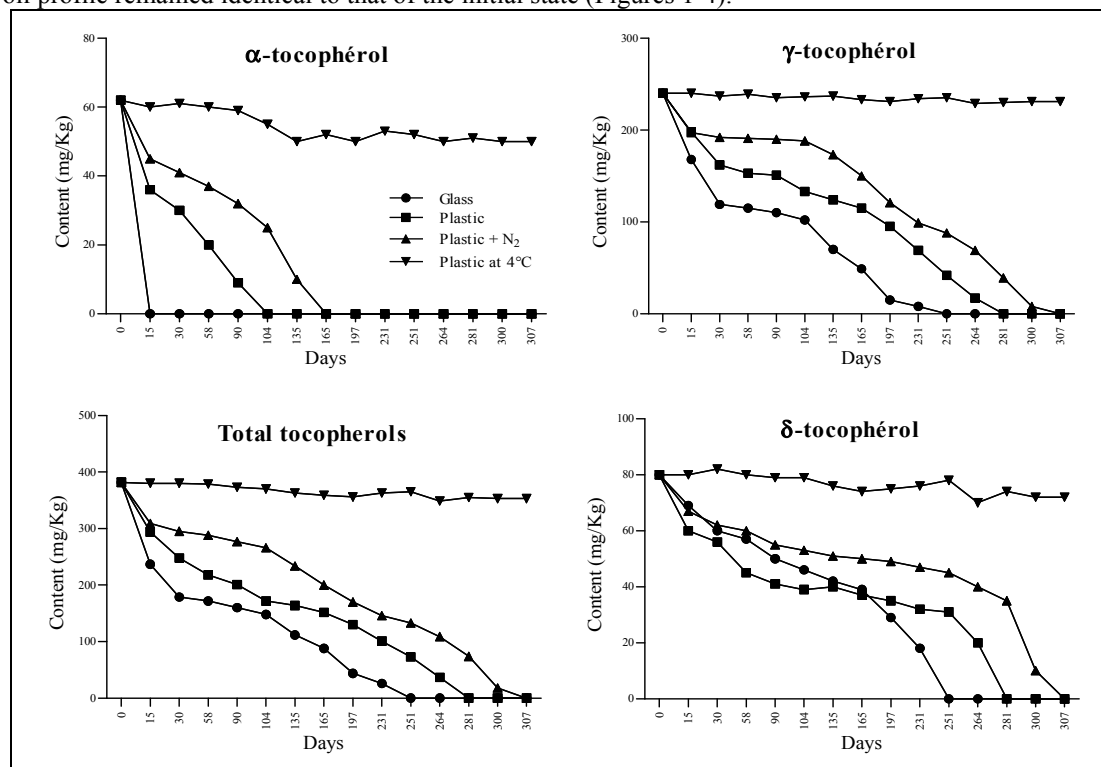 on profile remained identical to that of the initial state (Figures 1-4).
α-tocophérol
80
60
40
20
0
Content (mg/Kg)
Glass
Plastic
Plastic + N2
Plastic at 4°C
0 15 30 58 90 104 135 165 197 231 251 264 281 300 307
Days
γ-tocophérol
300
200
100
0
Content (mg/Kg)
0 15 30 58 90 104 135 165 197 231 251 264 281 300 307
Days
Total tocopherols
500
400
300
200
100
0
Content (mg/Kg)
0 15 30 58 90 104 135 165 197 231 251 264 281 300 307
Days
δ-tocophérol
100
80
60
40
20
0
Content (mg/Kg)
0 15 30 58 90 104 135 165 197 231 251 264 281 300 307
Days